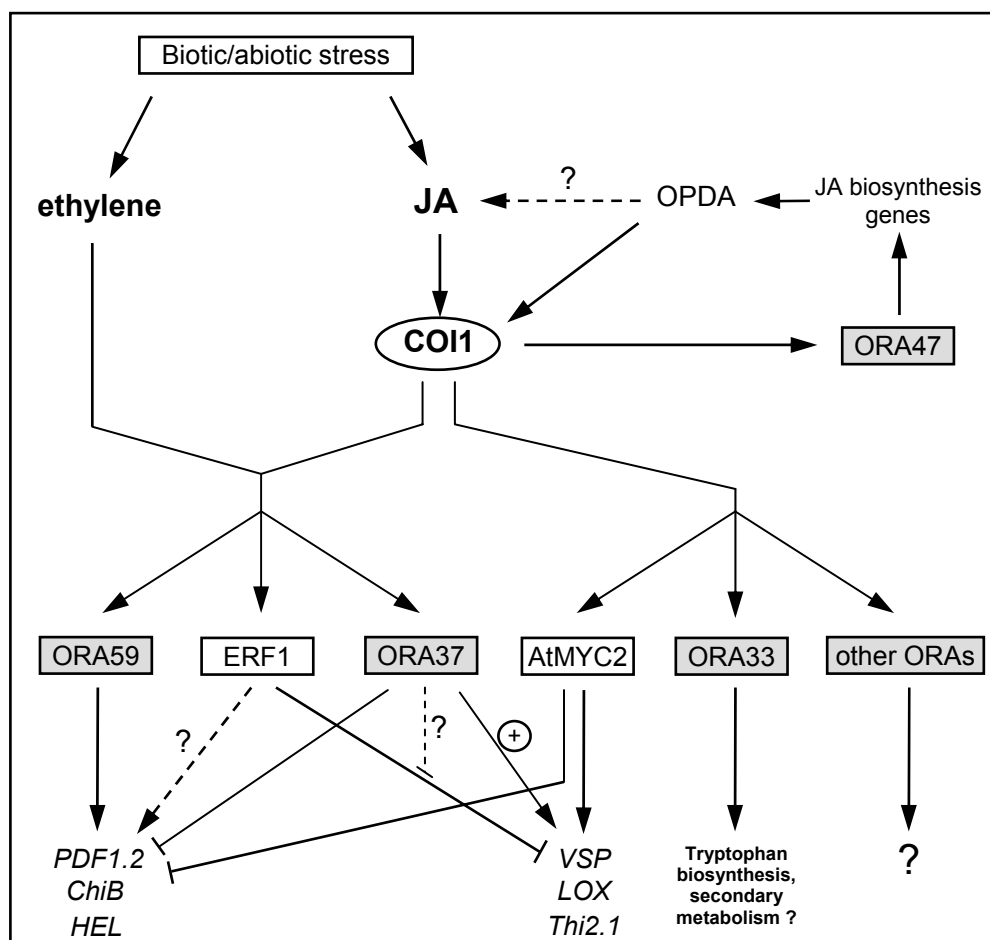 Biotic/abiotic stress
ethylene
JA
?
OPDA
JA biosynthesis
genes
COI1
ORA47
ORA59
ERF1
ORA37
AtMYC2
ORA33
other ORAs
?
?
+
PDF1.2
ChiB
HEL
VSP
LOX
Thi2.1
Tryptophan
biosynthesis,
secondary
metabolism ?
?